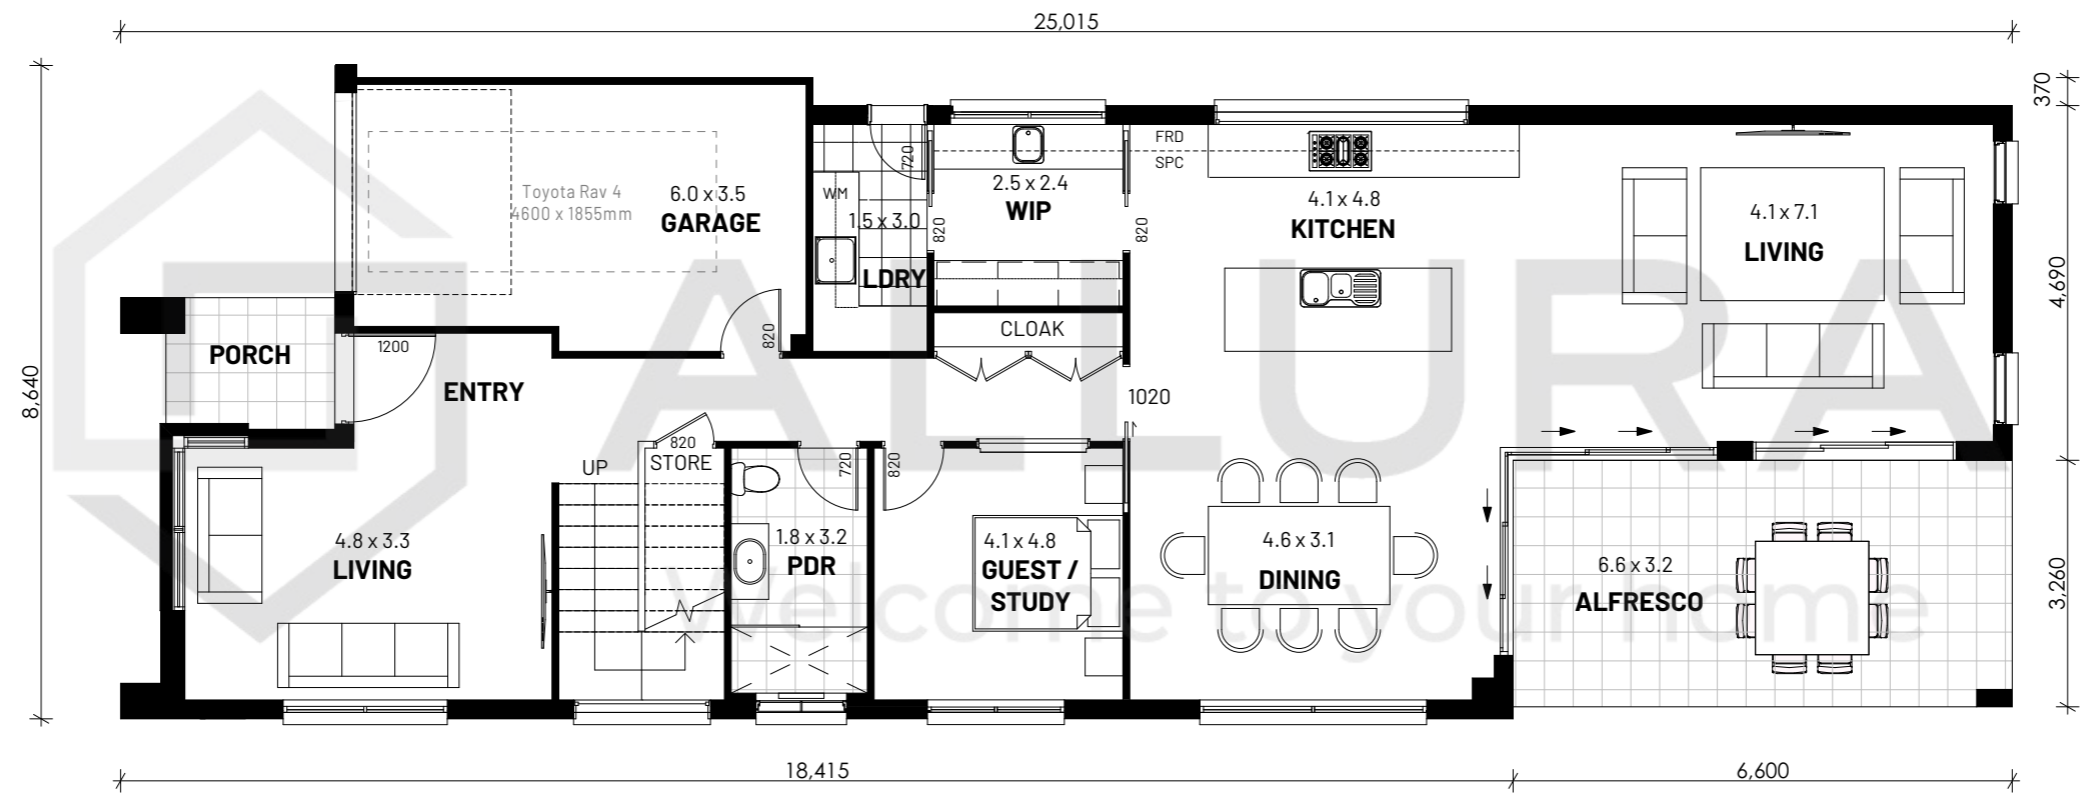 25,015
370
8,640
4,690
3,260
18,415
6,600
Toyota Rav 4
4600 x 1855mm
6.0 x 3.5
GARAGE
820
WM
720
1.5 x 3.0
LDRY
820
2.5 x 2.4
WIP
820
FRD
SPC
4.1 x 4.8
KITCHEN
4.1 x 7.1
LIVING
CLOAK
1020
PORCH
1200
ENTRY
820
STORE
UP
720
820
4.8 x 3.3
LIVING
1.8 x 3.2
PDR
4.1 x 4.8
GUEST /
STUDY
4.6 x 3.1
DINING
6.6 x 3.2
ALFRESCO
ALLURA
Welcome to your home